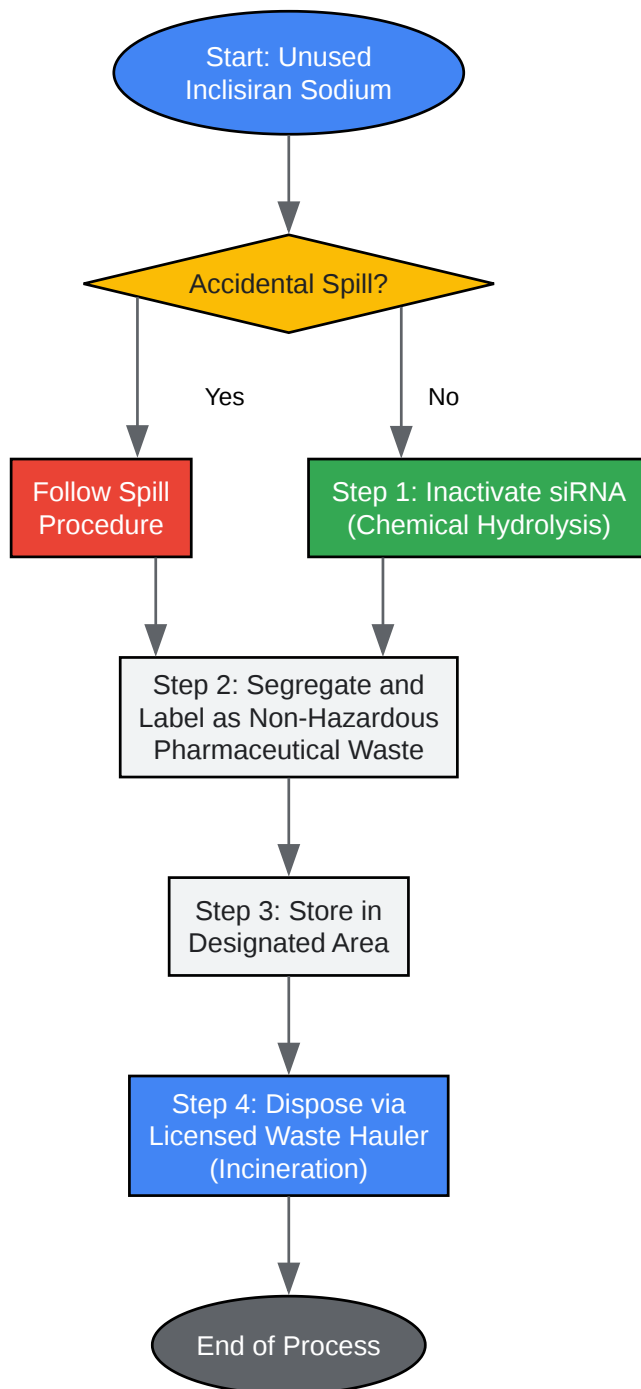 Start: Unused
Inclisiran Sodium
Accidental Spill?
Yes
No
Follow Spill
Procedure
Step 1: Inactivate siRNA
(Chemical Hydrolysis)
Step 2: Segregate and
Label as Non-Hazardous
Pharmaceutical Waste
Step 3: Store in
Designated Area
Step 4: Dispose via
Licensed Waste Hauler
(Incineration)
End of Process